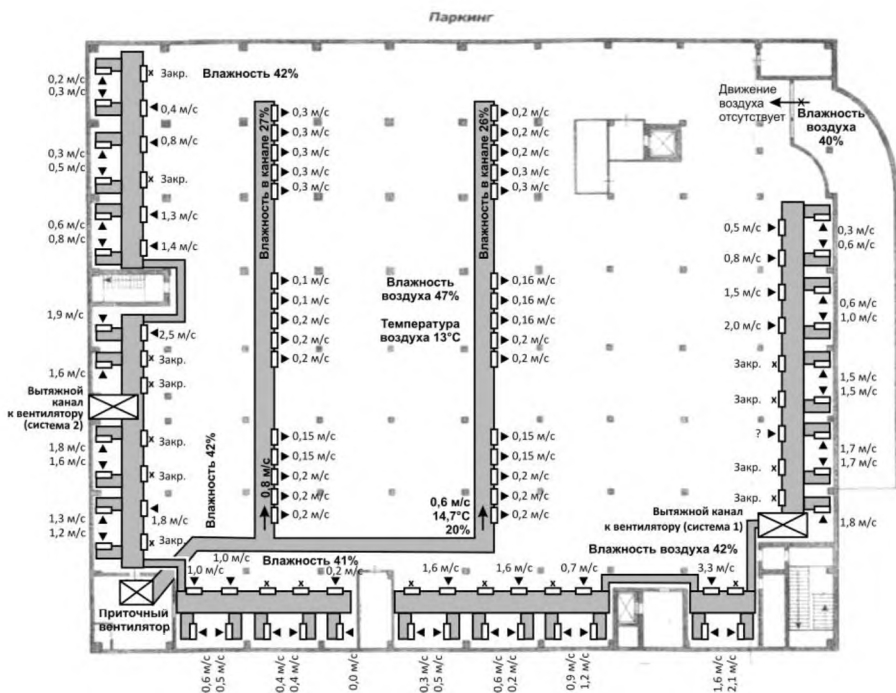 Паркинг
0,2 м/с
0,3 м/с
Закр.
Влажность 42%
0,4 м/с
0,8 м/с
0,3 м/с
0,5 м/с
Закр.
0,6 м/с
0,8 м/с
1,3 м/с
1,4 м/с
1,9 м/с
2,5 м/с
Закр.
1,6 м/с
Закр.
Вытяжной
канал
к вентилятору
(система 2)
Закр.
1,8 м/с
1,6 м/с
Закр.
1,3 м/с
1,2 м/с
1,8 м/с
Закр.
Влажность 42%
Влажность в канале 27%
0,3 м/с
0,3 м/с
0,3 м/с
0,3 м/с
0,3 м/с
0,1 м/с
0,1 м/с
0,2 м/с
0,2 м/с
0,2 м/с
0,15 м/с
0,15 м/с
0,2 м/с
0,2 м/с
0,2 м/с
0,8 м/с
Влажность в канале 26%
0,2 м/с
0,2 м/с
0,2 м/с
0,3 м/с
0,3 м/с
Влажность
воздуха 47%
Температура
воздуха 13°С
0,16 м/с
0,16 м/с
0,16 м/с
0,2 м/с
0,2 м/с
0,15 м/с
0,15 м/с
0,2 м/с
0,2 м/с
0,2 м/с
0,6 м/с
14,7°С
20%
Движение
воздуха
отсутствует
Влажность
воздуха
40%
0,5 м/с
0,3 м/с
0,6 м/с
0,8 м/с
1,5 м/с
0,6 м/с
1,0 м/с
2,0 м/с
Закр.
1,5 м/с
1,5 м/с
Закр.
?
1,7 м/с
1,7 м/с
Закр.
Закр.
1,8 м/с
Вытяжной канал
к вентилятору (система 1)
Влажность воздуха 42%
Влажность 41%
1,0 м/с
1,0 м/с
0,2 м/с
1,6 м/с
1,6 м/с
0,7 м/с
3,3 м/с
Приточный
вентилятор
0,6 м/с
0,5 м/с
0,4 м/с
0,4 м/с
0,0 м/с
0,3 м/с
0,5 м/с
0,6 м/с
0,2 м/с
0,9 м/с
1,2 м/с
1,6 м/с
2,1 м/с